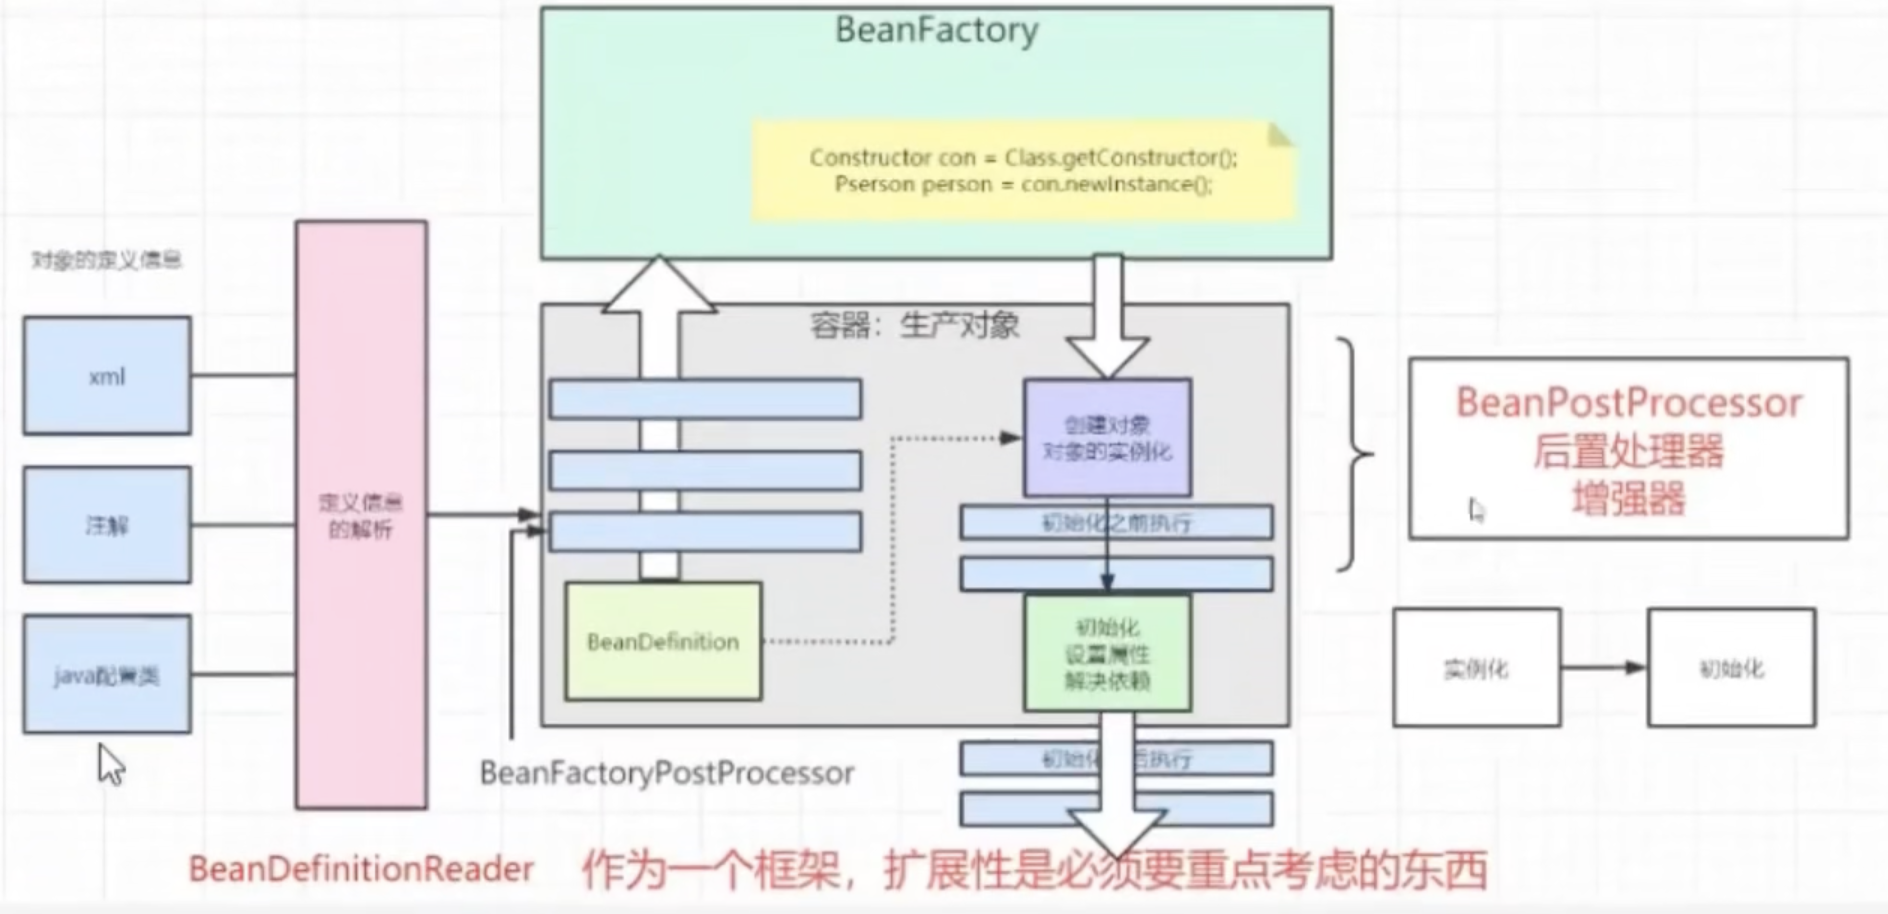 BeanFactory
Constructor con = Class.getConstructor();
Pserson person = con.newInstance();
对象的定义信息
xml
注解
java配置类
定义信息
的解析
容器：生产对象
BeanDefinition
创建对象
对象的实例化
初始化之前执行
初始化
设置属性
解决依赖
初始化
后执行
BeanPostProcessor
后置处理器
增强器
实例化
初始化
BeanFactoryPostProcessor
BeanDefinitionReader
作为一个框架，扩展性是必须要重点考虑的东西